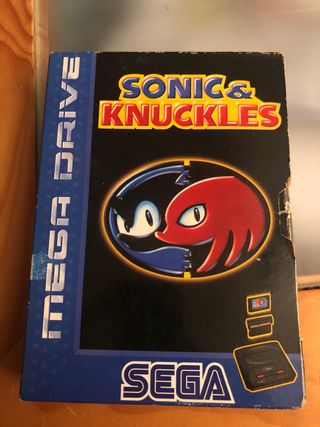 SONIC &
KNUCKLES
MEGA DRIVE
SEGA